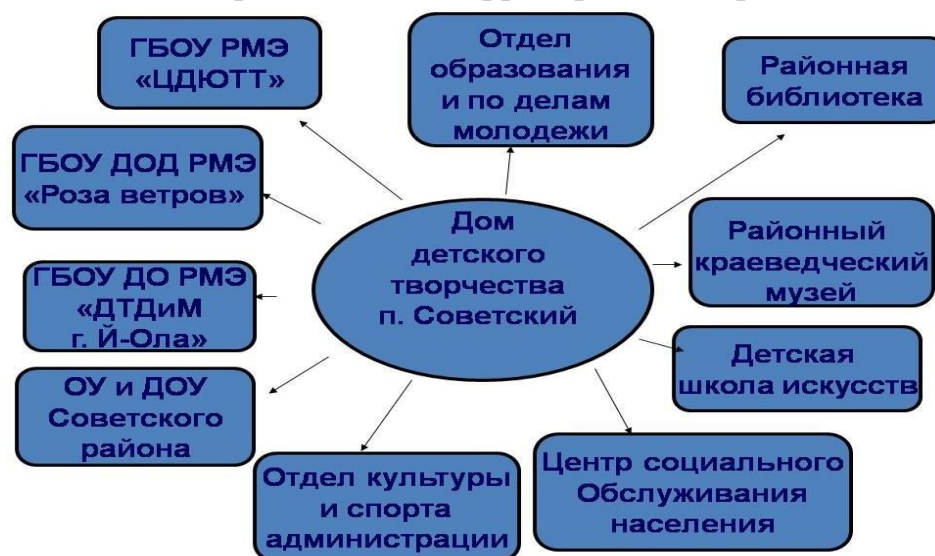 ГБОУ РМЭ
«ЦДЮТТ»
Отдел
образования
и по делам
молодежи
Районная
библиотека
ГБОУ ДОД РМЭ
«Роза ветров»
Дом
детского
творчества
п. Советский
Районный
краеведческий
музей
ГБОУ ДО РМЭ
«ДТДиМ
г. Й-Ола»
Детская
школа искусств
ОУ и ДОУ
Советского
района
Отдел культуры
и спорта
администрации
Центр социального
Обслуживания
населения